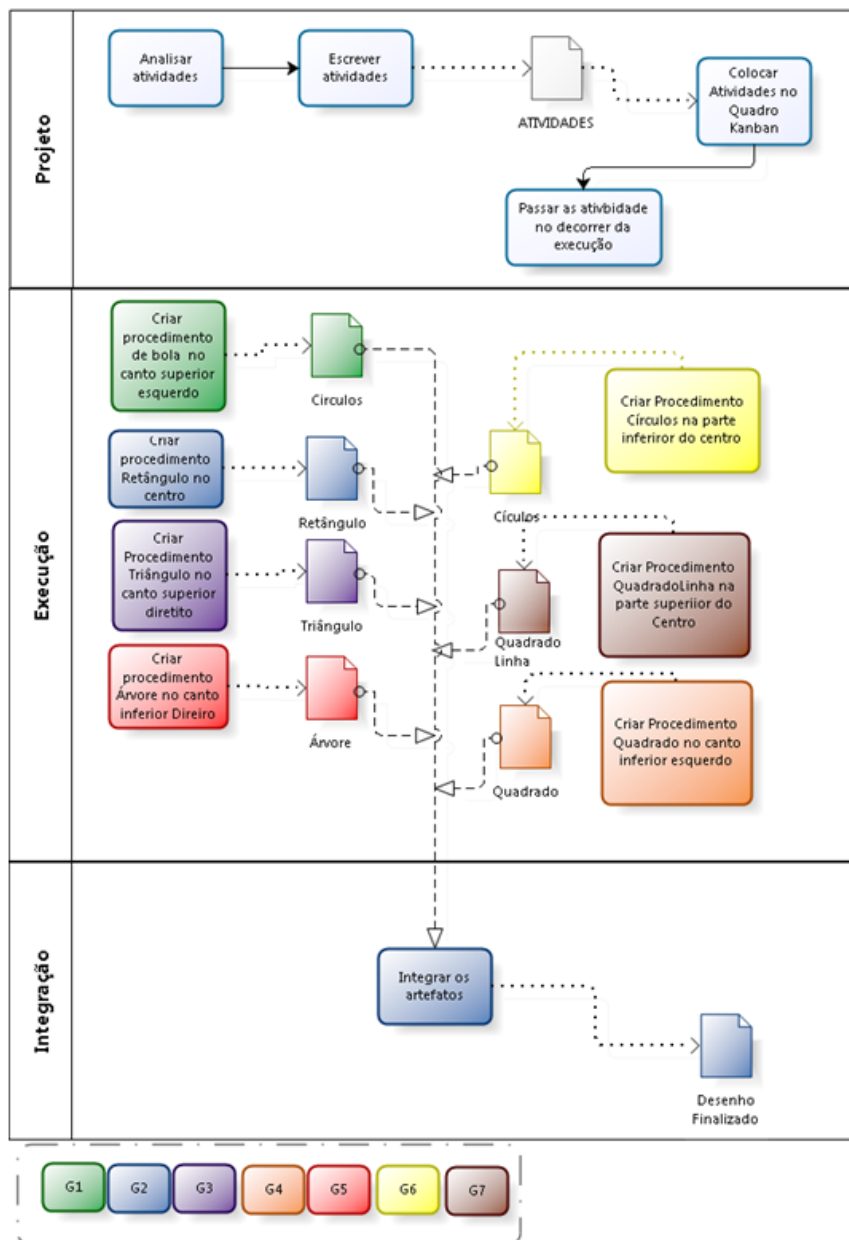 Projeto
Analisar
atividades
Escrever
atividades
ATIVIDADES
Colocar
Atividades no
Quadro
Kanban
Passar as ativbidade
no decorrer da
execução
Execução
Criar
procedimento
de bola no
canto superior
esquerdo
Circulos
Criar
procedimento
Retângulo no
centro
Retângulo
Criar
Procedimento
Triângulo no
canto superior
diretito
Triângulo
Criar
procedimento
Árvore no canto
inferior Direiro
Árvore
Criar Procedimento
Círculos na parte
inferiror do centro
Cículos
Criar Procedimento
QuadradoLinha na
parte superiior do
Centro
Quadrado
Linha
Criar Procedimento
Quadrado no canto
inferior esquerdo
Quadrado
Integração
Integrar os
artefatos
Desenho
Finalizado
G1
G2
G3
G4
G5
G6
G7